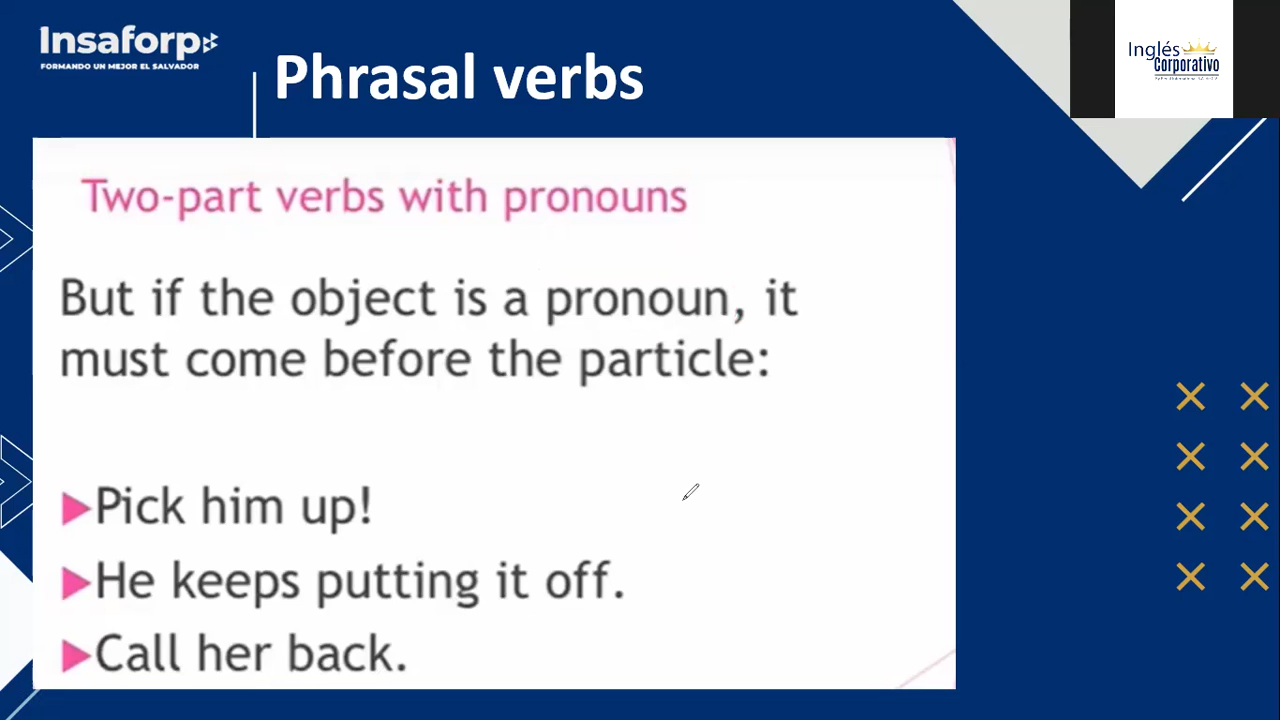 Insaforp
FORMANDO UN MEJOR EL SALVADOR
Inglés
Corporativo
Phrasal verbs
Two-part verbs with pronouns
But if the object is a pronoun, it
must come before the particle:
Pick him up!
He keeps putting it off.
Call her back.